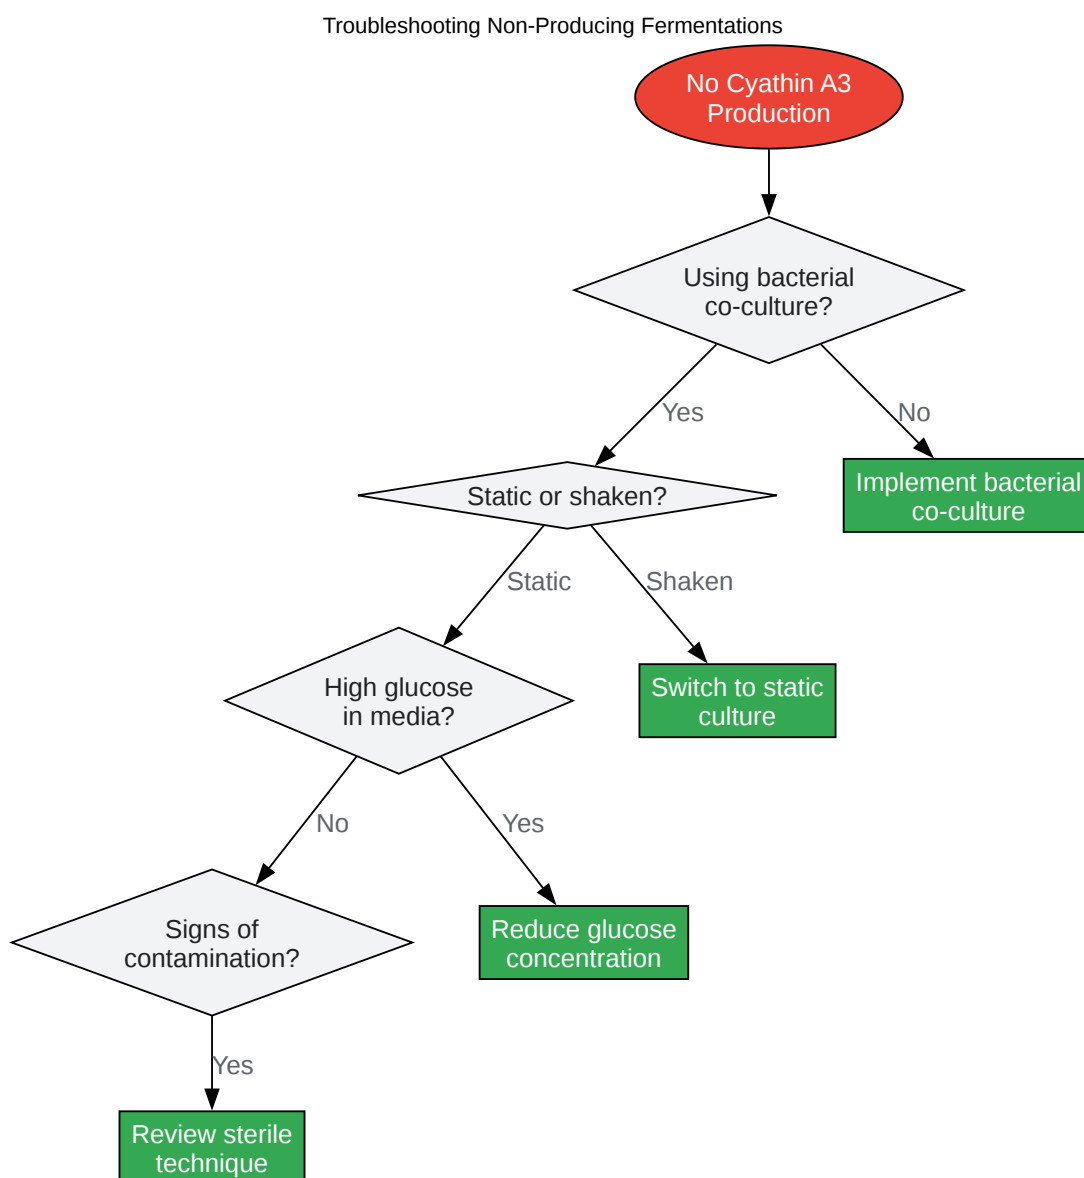 Troubleshooting Non-Producing Fermentations
No Cyathin A3
Production
Using bacterial
co-culture?
Yes
No
Static or shaken?
Implement bacterial
co-culture
Static
Shaken
High glucose
in media?
Switch to static
culture
No
Yes
Signs of
contamination?
Reduce glucose
concentration
Yes
Review sterile
technique